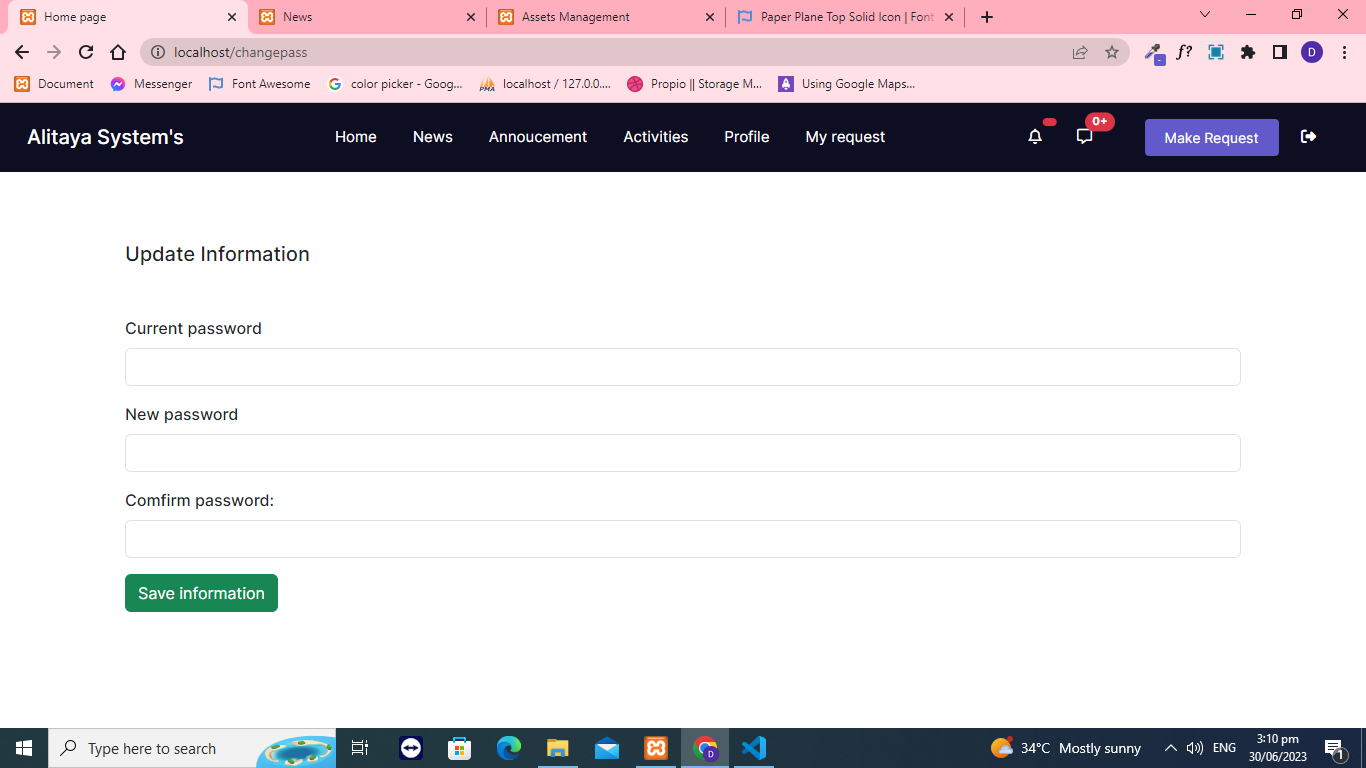 Home page
News
Assets Management
Paper Plane Top Solid Icon | Font
localhost/changepass
f?
-
D
Document
Messenger
Font Awesome
color picker - Goog...
localhost / 127.0.0....
Propio || Storage M...
Using Google Maps...
Alitaya System's
Home
News
Annoucement
Activities
Profile
My request
0+
Make Request
Update Information
Current password
New password
Comfirm password:
Save information
Type here to search
34°C Mostly sunny
ENG
3:10 pm
30/06/2023
1